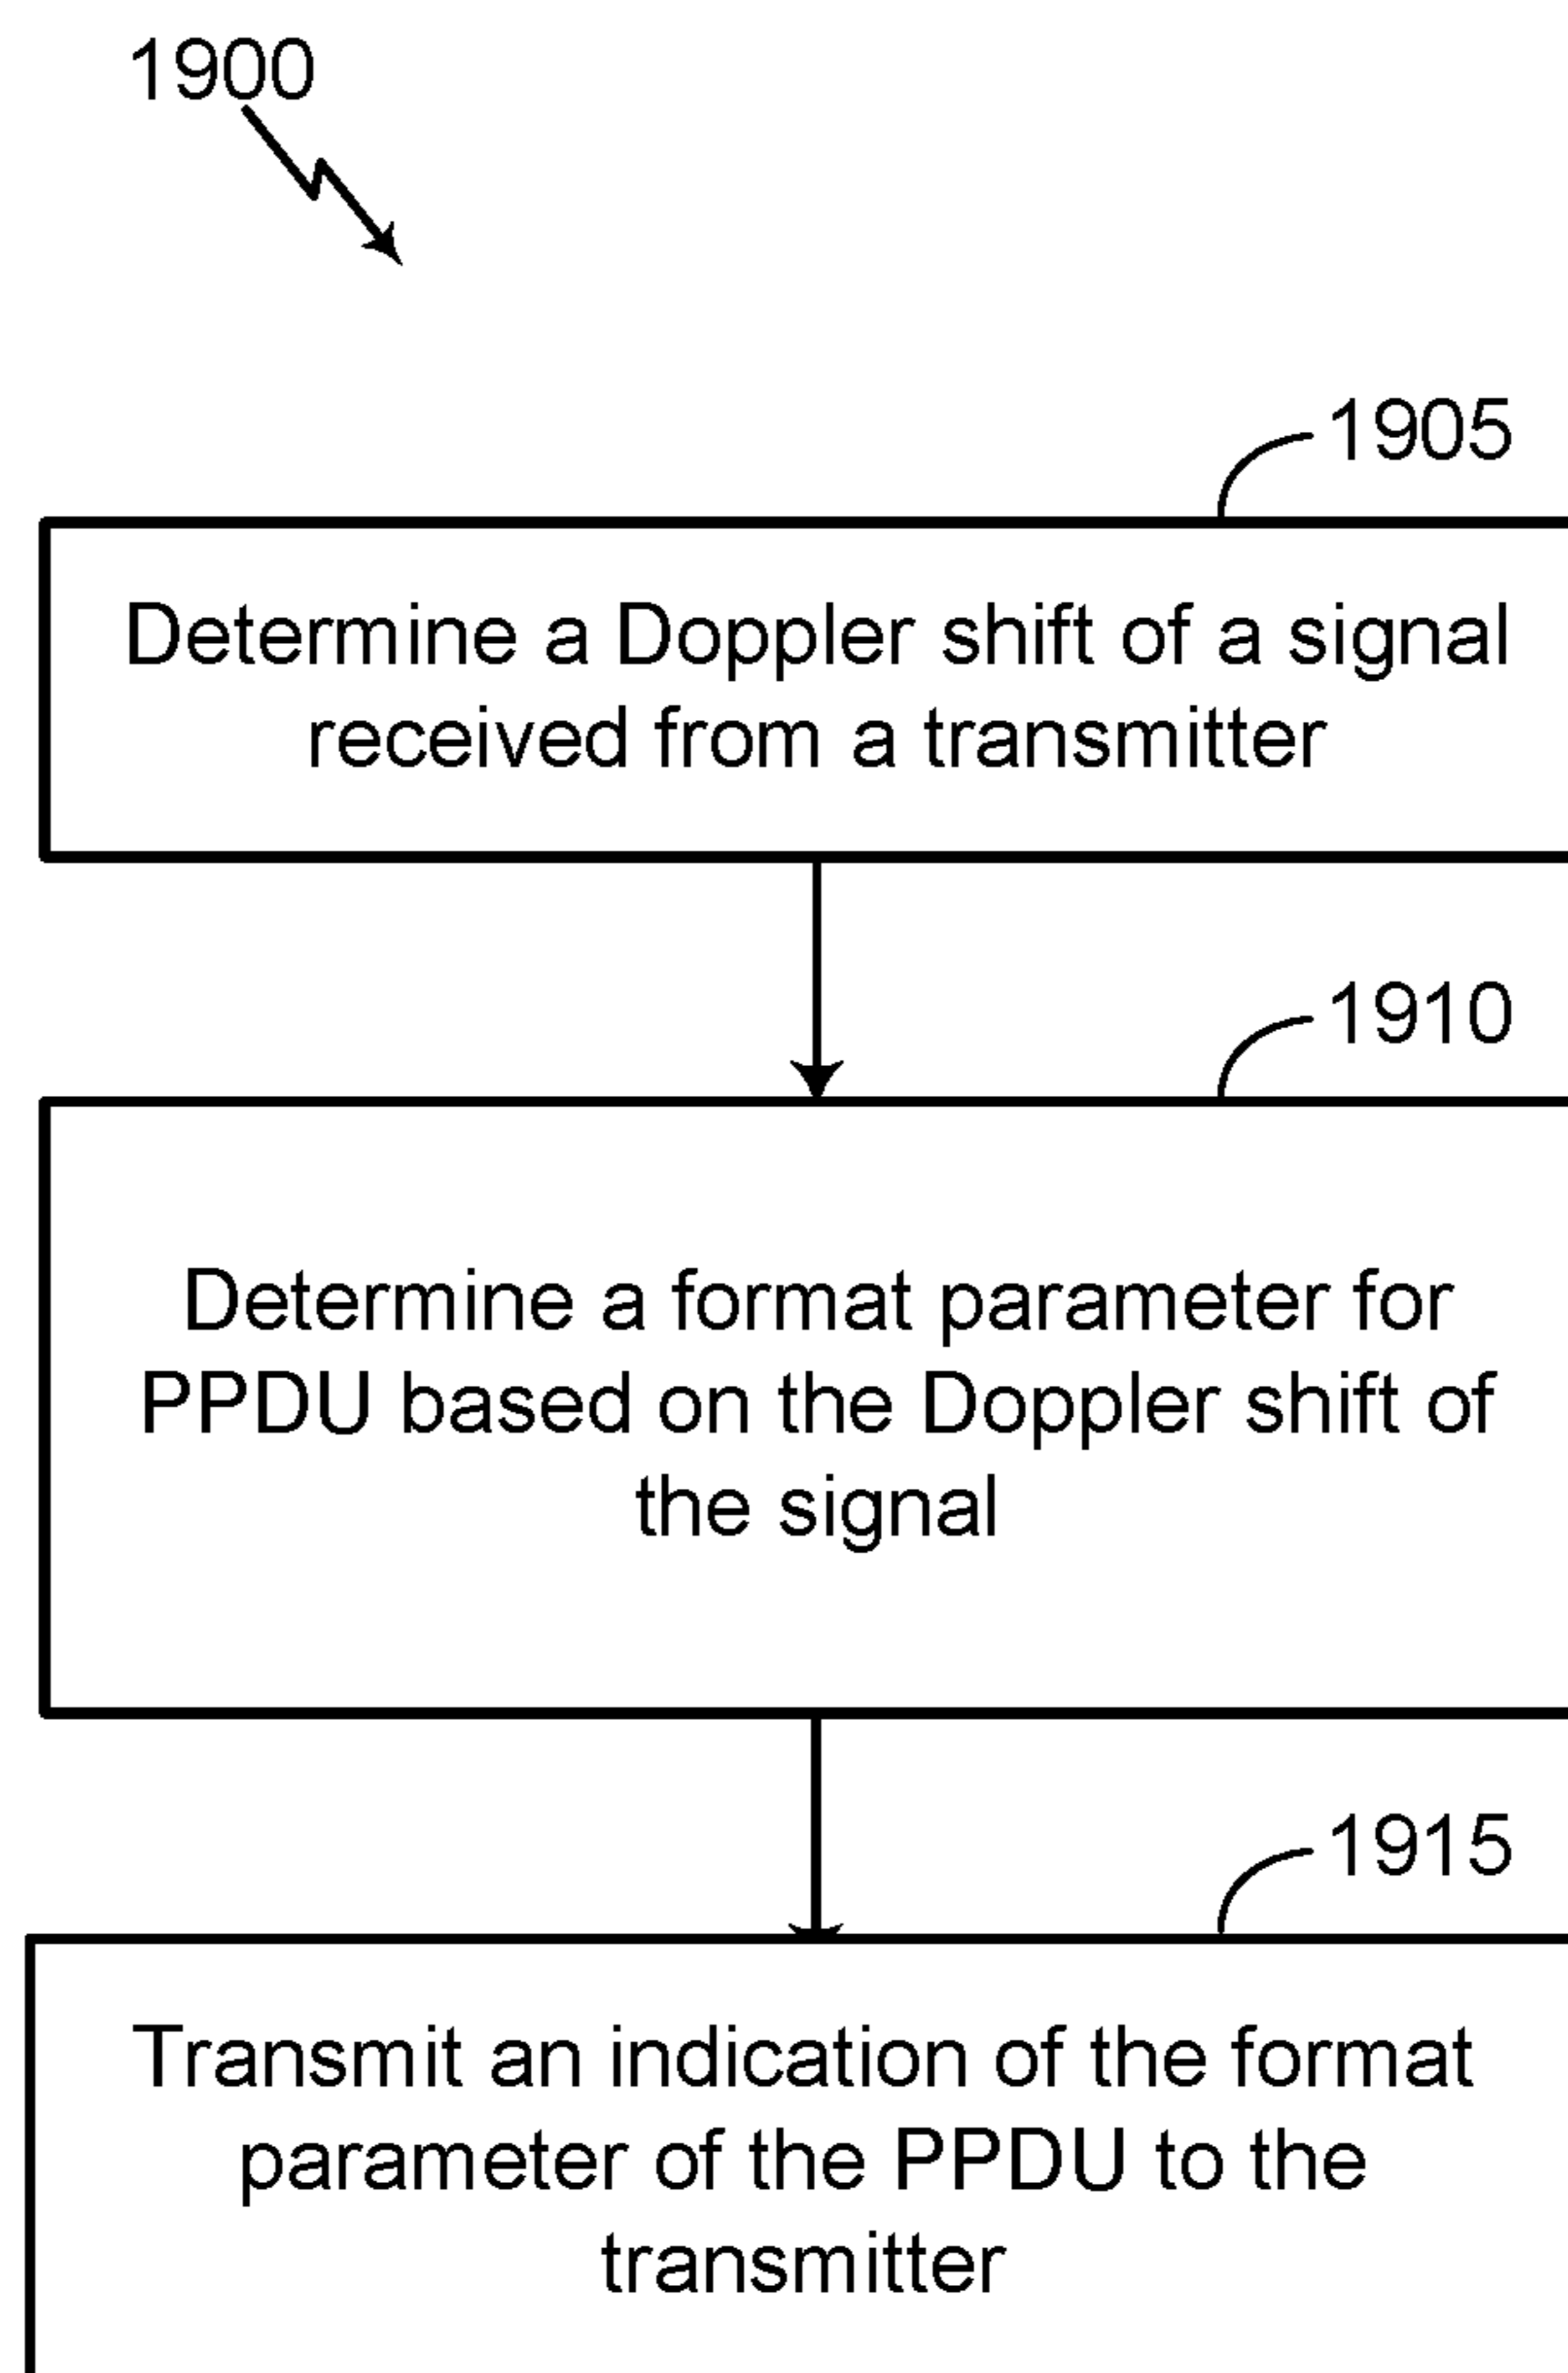 1900
1905
Determine a Doppler shift of a signal
received from a transmitter
1910
Determine a format parameter for
PPDU based on the Doppler shift of
the signal
1915
Transmit an indication of the format
parameter of the PPDU to the
transmitter